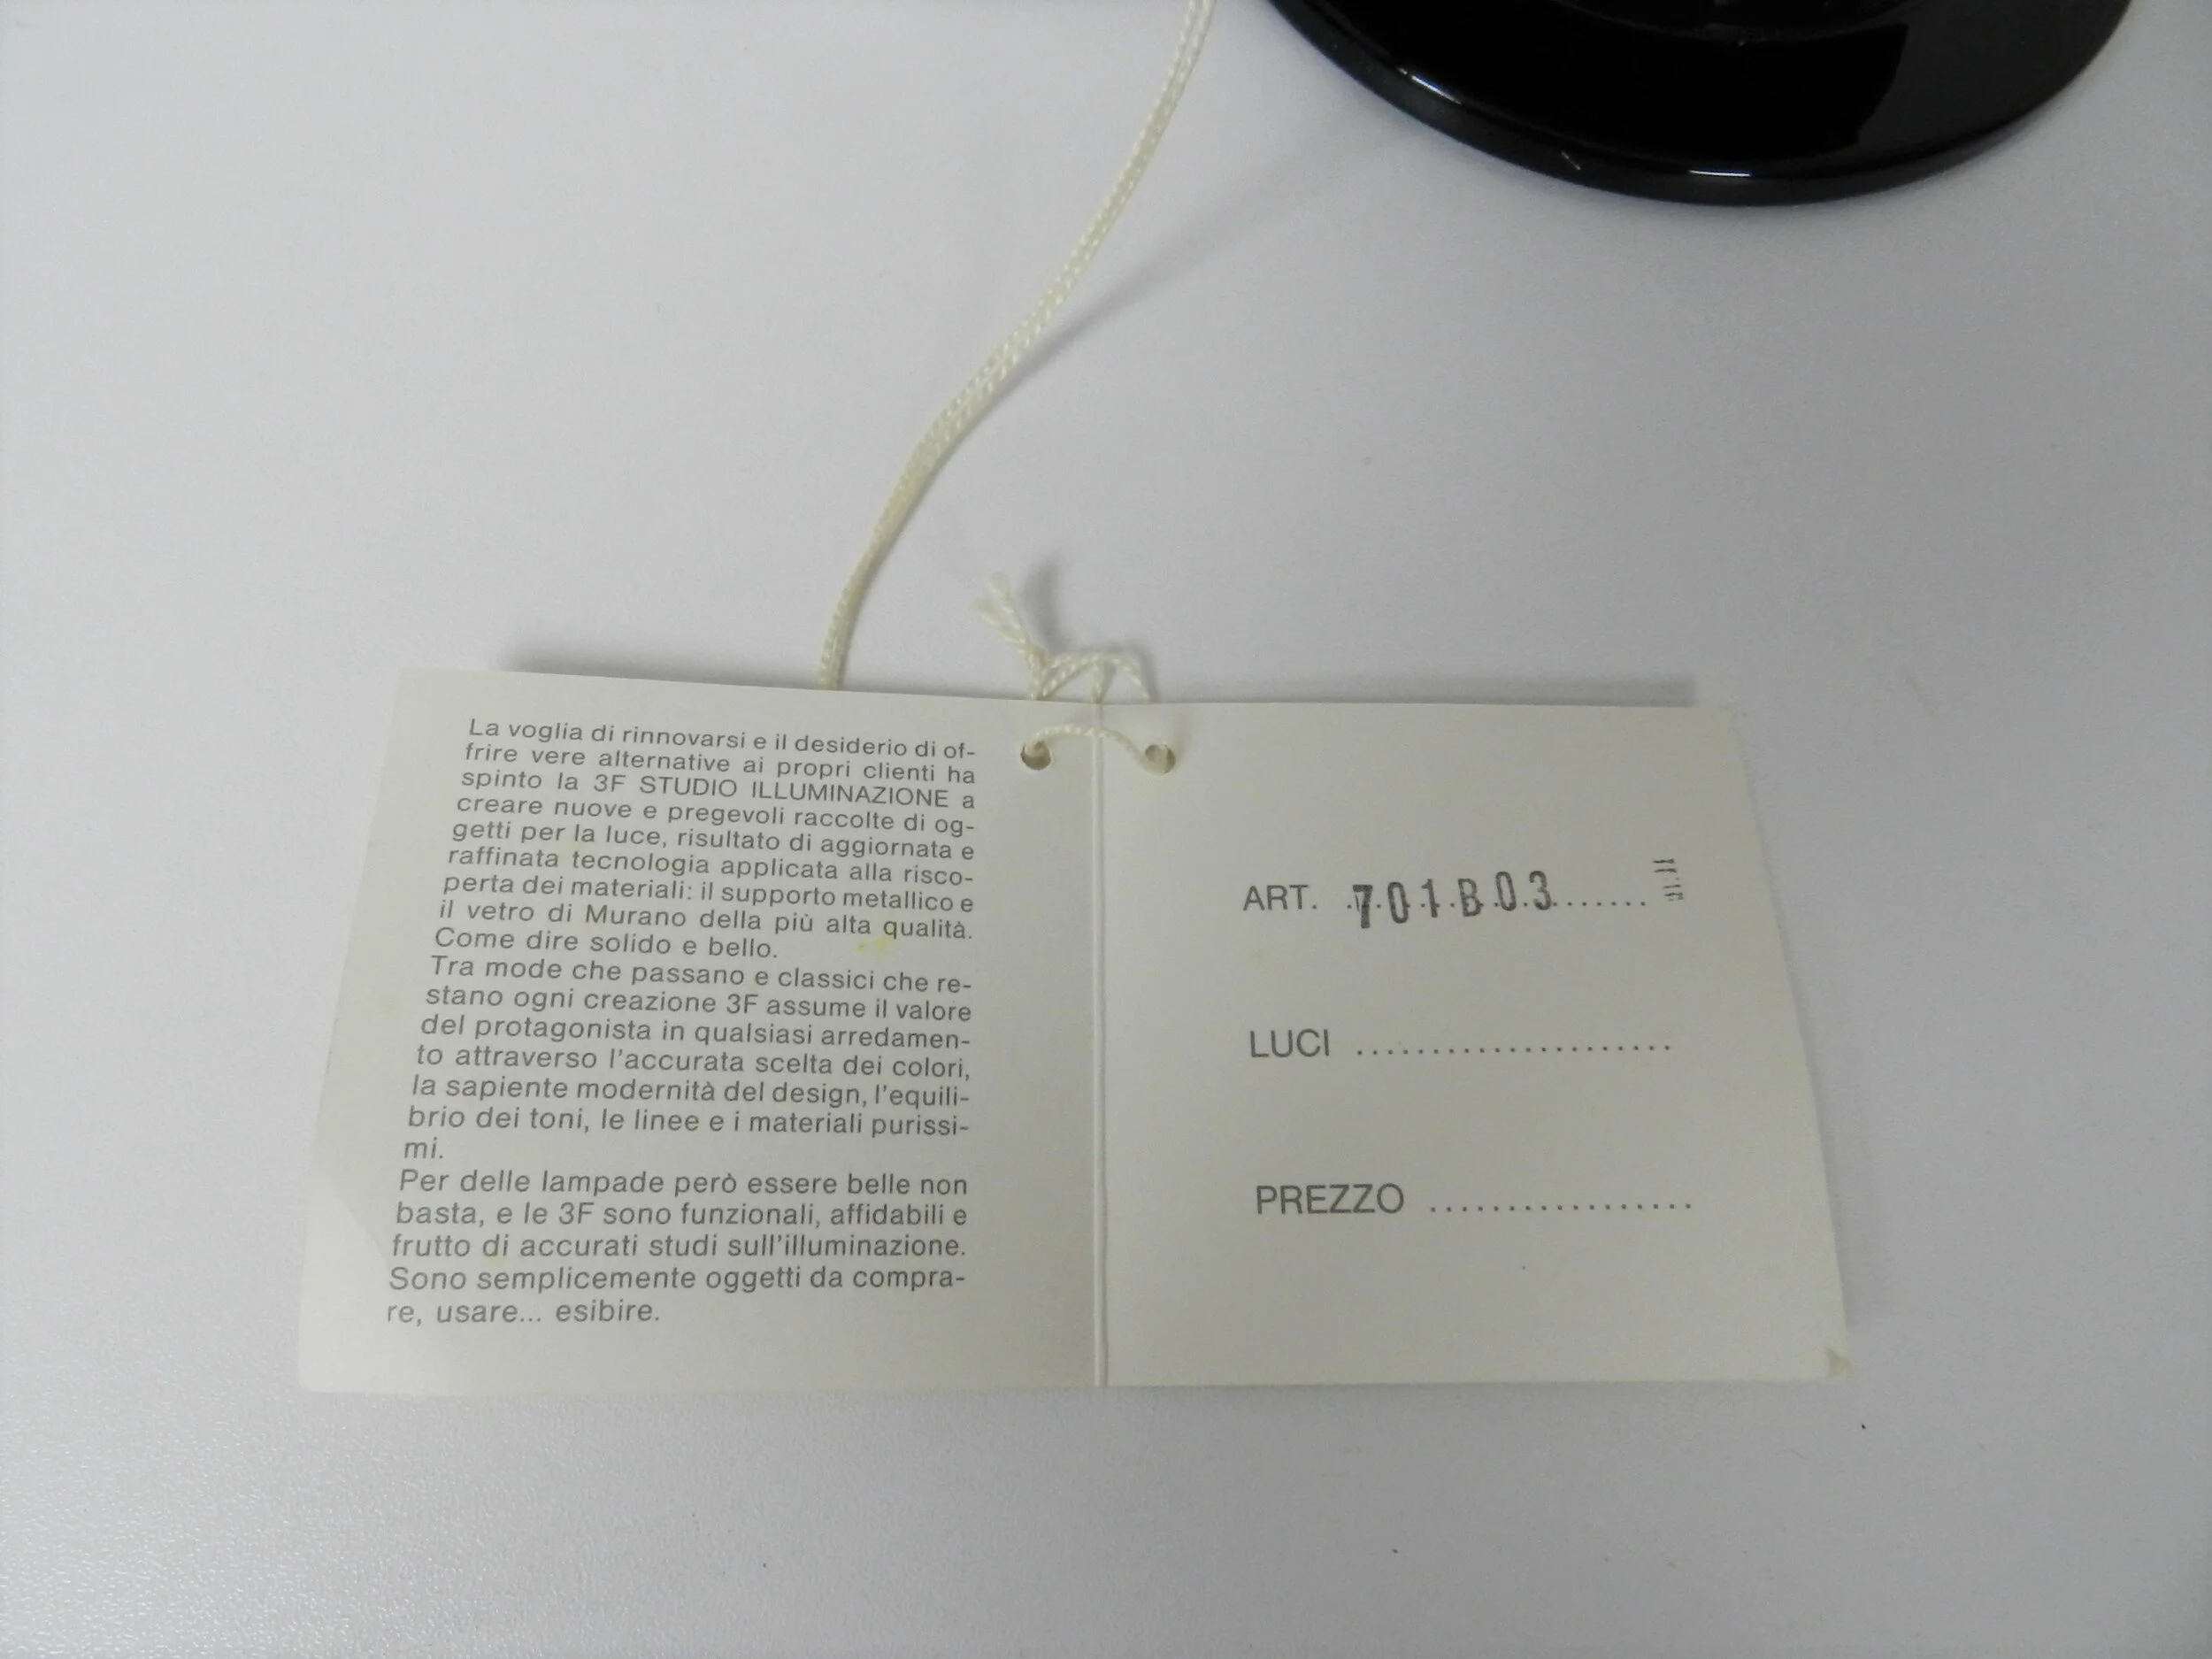 La voglia di rinnovarsi e il desiderio di of-
frire vere alternative ai propri clienti ha
spinto la 3F STUDIO ILLUMINAZIONE a
creare nuove e pregevoli raccolte di og-
getti per la luce, risultato di aggiornata e
raffinata tecnologia applicata alla risco-
perta dei materiali: il supporto metallico e
il vetro di Murano della più alta qualità.
Come dire solido e bello.
Tra mode che passano e classici che re-
stano ogni creazione 3F assume il valore
del protagonista in qualsiasi arredamen-
to attraverso l'accurata scelta dei colori,
la sapiente modernità del design, l'equili-
brio dei toni, le linee e i materiali purissi-
mi.
Per delle lampade però essere belle non
basta, e le 3F sono funzionali, affidabili e
frutto di accurati studi sull'illuminazione.
Sono semplicemente oggetti da compra-
re, usare... esibire.
ART. 701B03
LUCI .....................
PREZZO .................